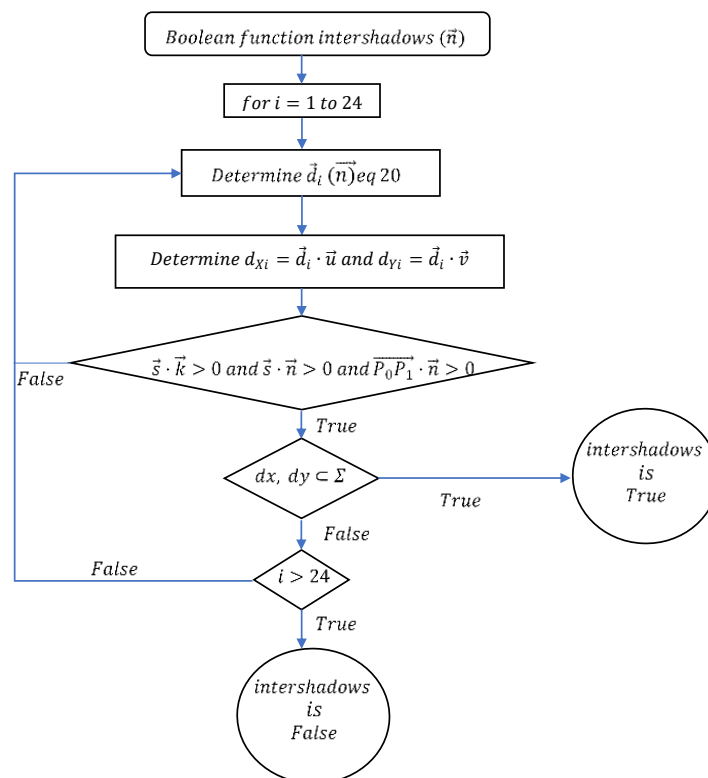 Boolean function intershadows (n⃗)
for i = 1 to 24
Determine d⃗ᵢ (n⃗)eq 20
Determine d_Xi = d⃗ᵢ · u⃗ and d_Yi = d⃗ᵢ · v⃗
s⃗ · k⃗ > 0 and s⃗ · n⃗ > 0 and P₀P₁⃗ · n⃗ > 0
False
True
intershadows
is
True
dx, dy ⊂ Σ
True
False
False
i > 24
True
intershadows
is
False